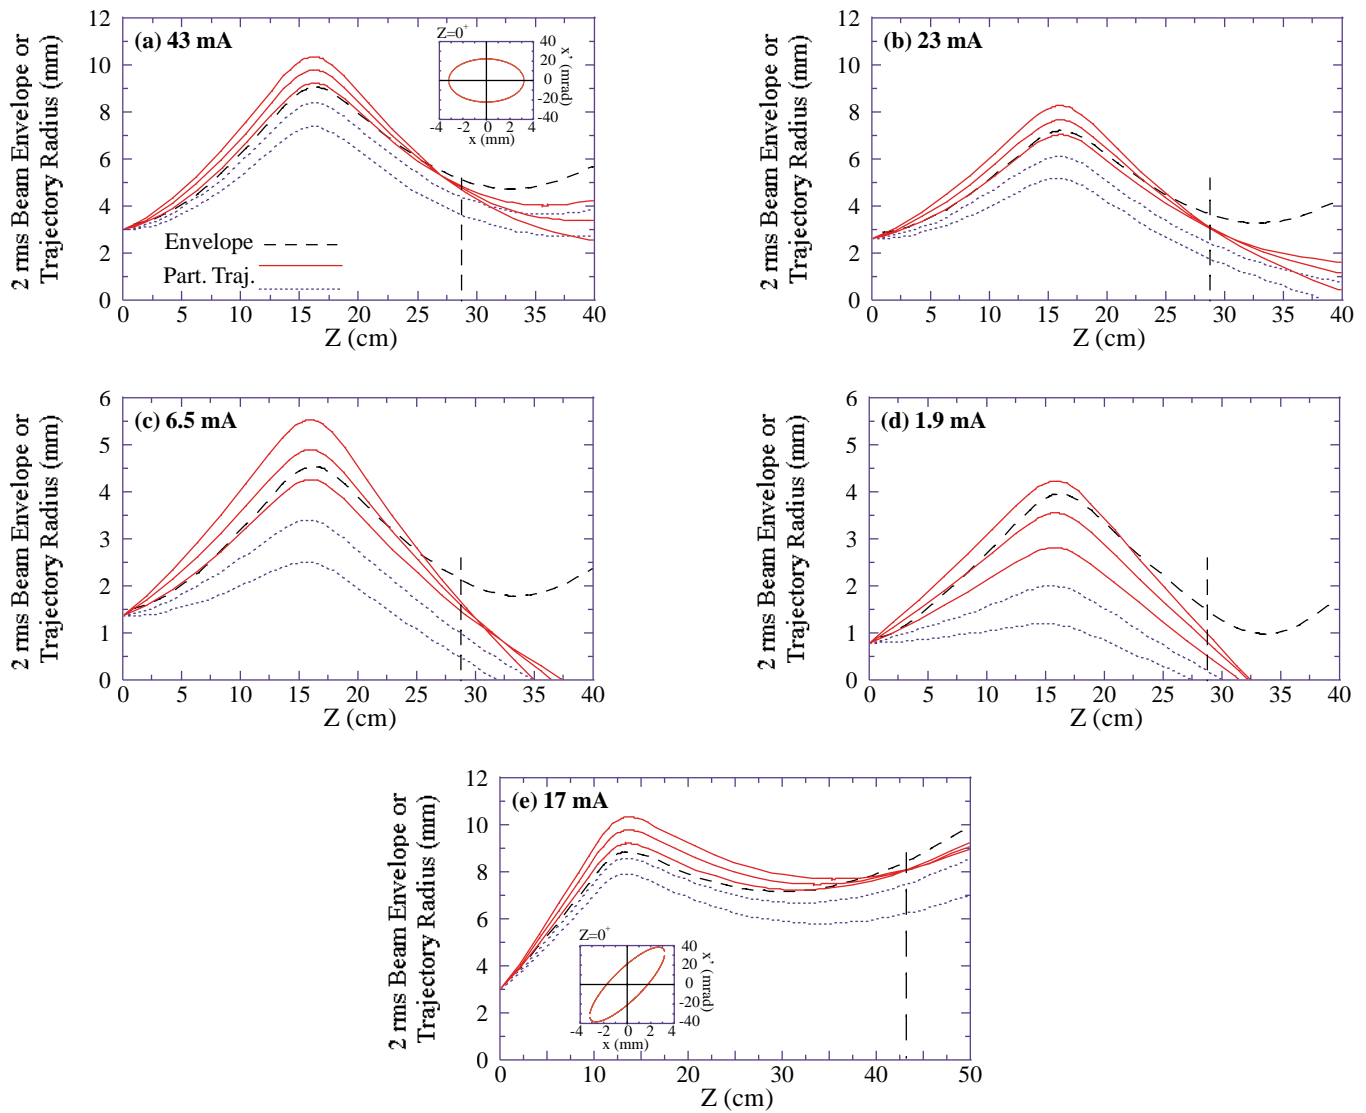 (a) 43 mA
2 rms Beam Envelope or
Trajectory Radius (mm)
12
10
8
6
4
2
0
Z=0+
40
20
0
-20
-40
x' (mrad)
-4 -2 0 2 4
x (mm)
Envelope
Part. Traj.
0 5 10 15 20 25 30 35 40
Z (cm)
(b) 23 mA
2 rms Beam Envelope or
Trajectory Radius (mm)
12
10
8
6
4
2
0
0 5 10 15 20 25 30 35 40
Z (cm)
(c) 6.5 mA
2 rms Beam Envelope or
Trajectory Radius (mm)
6
5
4
3
2
1
0
0 5 10 15 20 25 30 35 40
Z (cm)
(d) 1.9 mA
2 rms Beam Envelope or
Trajectory Radius (mm)
6
5
4
3
2
1
0
0 5 10 15 20 25 30 35 40
Z (cm)
(e) 17 mA
2 rms Beam Envelope or
Trajectory Radius (mm)
12
10
8
6
4
2
0
Z=0+
40
20
0
-20
-40
x' (mrad)
-4 -2 0 2 4
x (mm)
0 5 10 15 20 25 30 35 40 45 50
Z (cm)